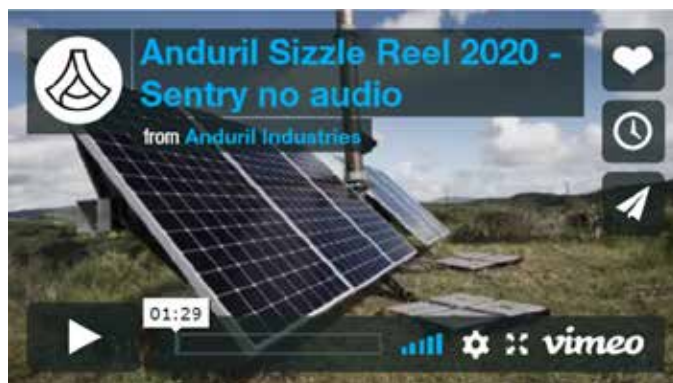 Anduril Sizzle Reel 2020 -
Sentry no audio
from Anduril Industries
01:29
vimeo